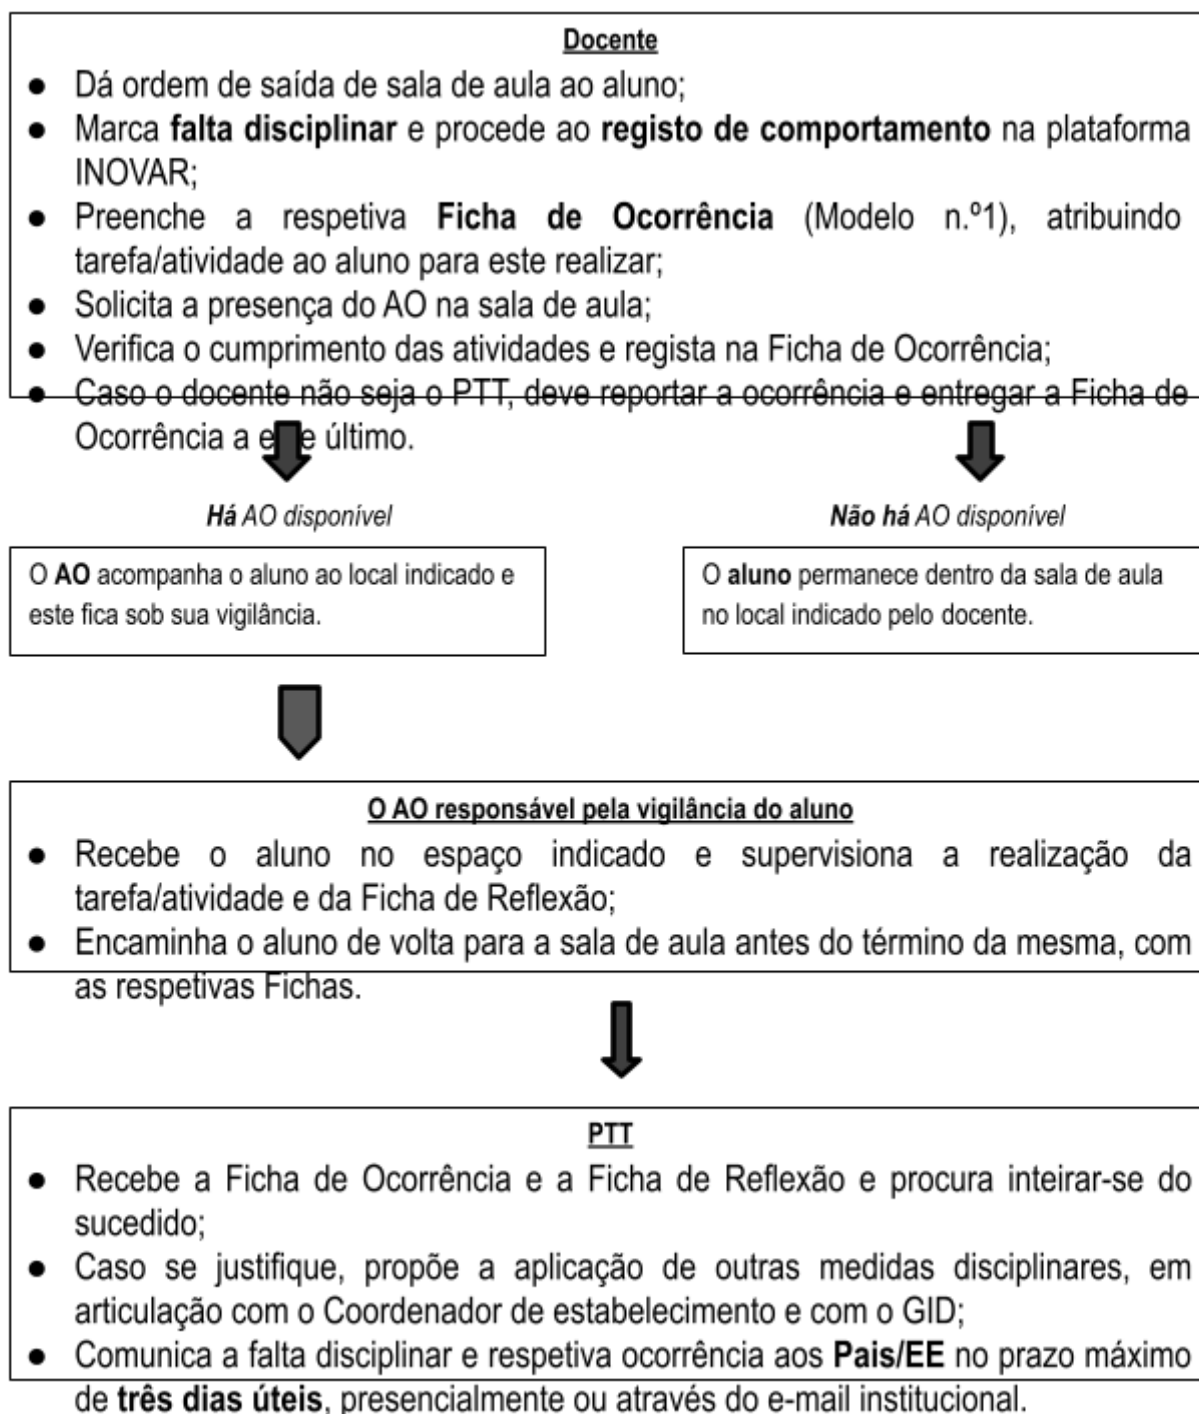 Docente
● Dá ordem de saída de sala de aula ao aluno;
● Marca falta disciplinar e procede ao registo de comportamento na plataforma
INOVAR;
● Preenche a respetiva Ficha de Ocorrência (Modelo n.º1), atribuindo
tarefa/atividade ao aluno para este realizar;
● Solicita a presença do AO na sala de aula;
● Verifica o cumprimento das atividades e regista na Ficha de Ocorrência;
● Caso o docente não seja o PTT, deve reportar a ocorrência e entregar a Ficha de
Ocorrência a este último.
Há AO disponível
Não há AO disponível
O AO acompanha o aluno ao local indicado e
este fica sob sua vigilância.
O aluno permanece dentro da sala de aula
no local indicado pelo docente.
O AO responsável pela vigilância do aluno
● Recebe o aluno no espaço indicado e supervisiona a realização da
tarefa/atividade e da Ficha de Reflexão;
● Encaminha o aluno de volta para a sala de aula antes do término da mesma, com
as respetivas Fichas.
PTT
● Recebe a Ficha de Ocorrência e a Ficha de Reflexão e procura inteirar-se do
sucedido;
● Caso se justifique, propõe a aplicação de outras medidas disciplinares, em
articulação com o Coordenador de estabelecimento e com o GID;
● Comunica a falta disciplinar e respetiva ocorrência aos Pais/EE no prazo máximo
de três dias úteis, presencialmente ou através do e-mail institucional.